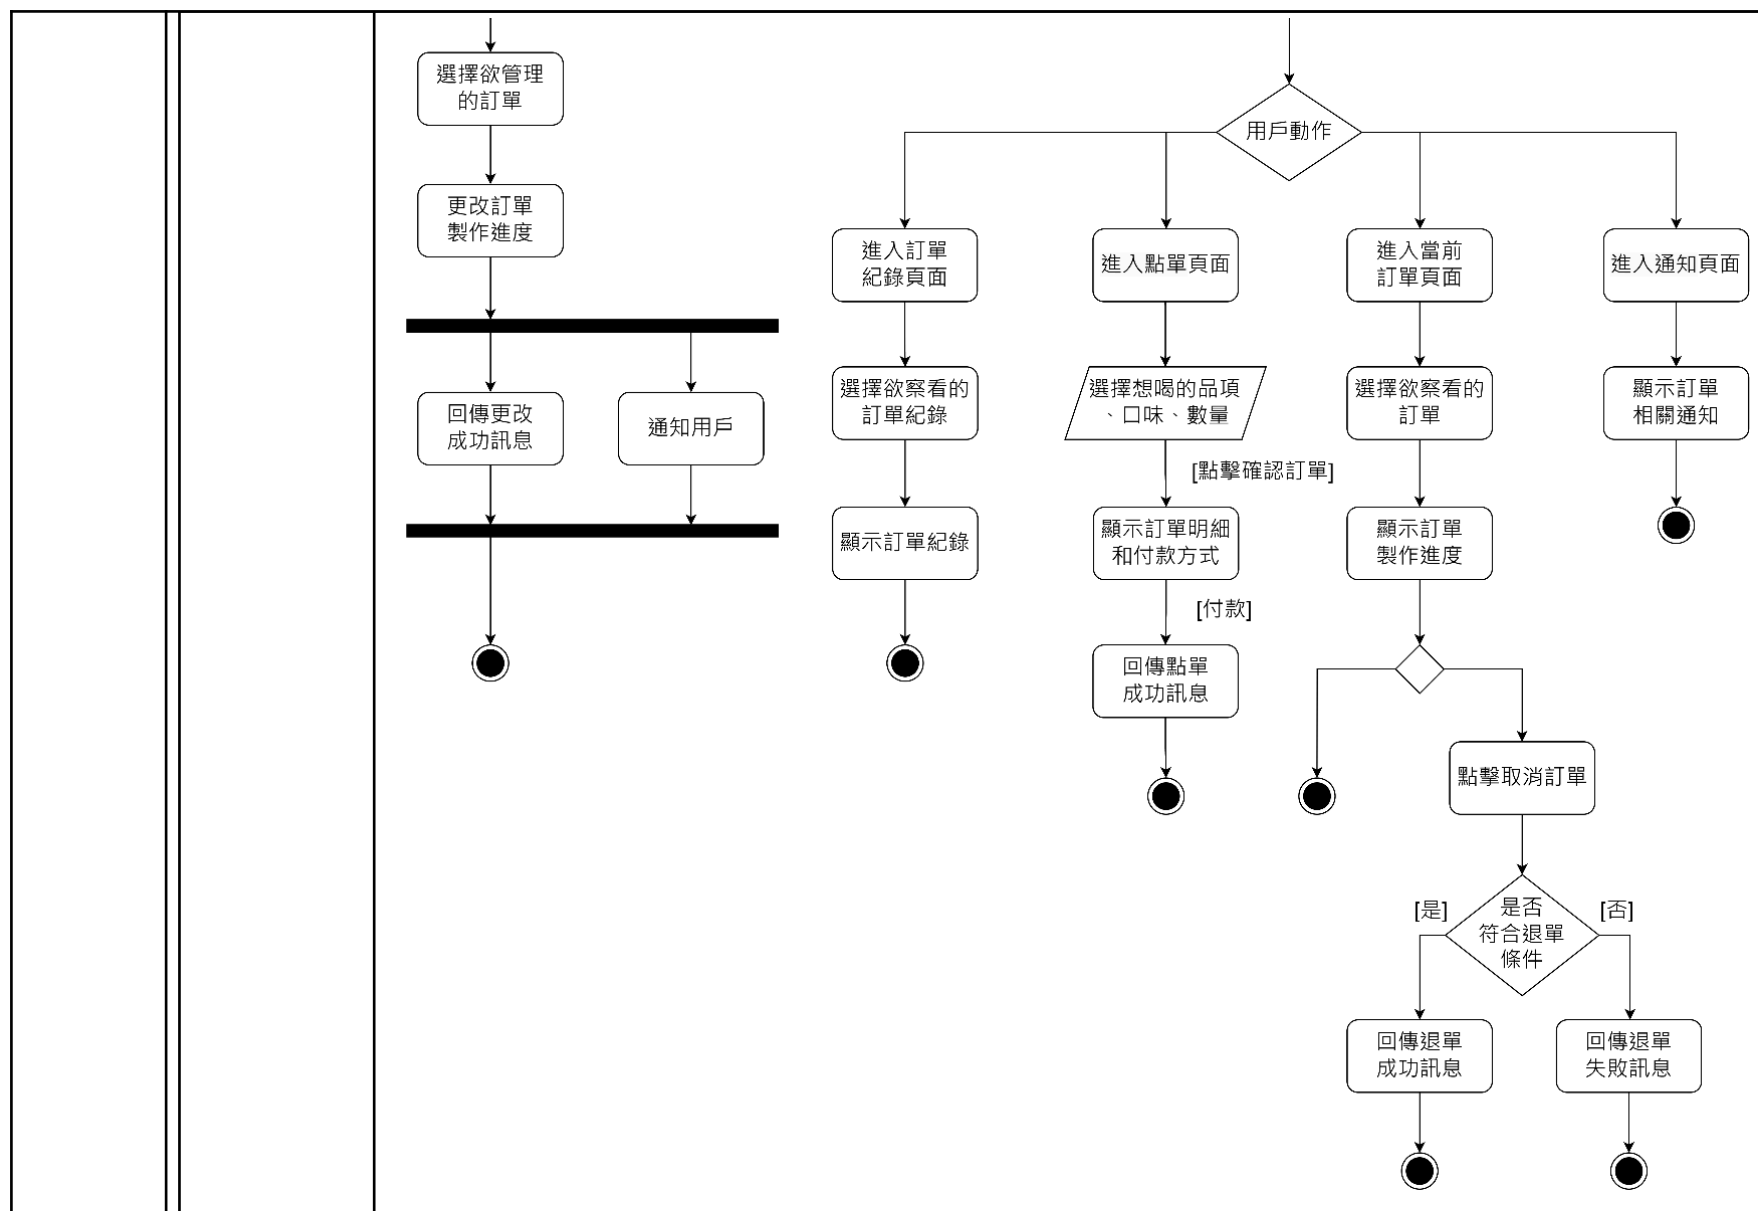 選擇欲管理
的訂單
更改訂單
製作進度
回傳更改
成功訊息
通知用戶
用戶動作
進入訂單
紀錄頁面
選擇欲察看的
訂單紀錄
顯示訂單紀錄
進入點單頁面
選擇想喝的品項
、口味、數量
[點擊確認訂單]
顯示訂單明細
和付款方式
[付款]
回傳點單
成功訊息
進入當前
訂單頁面
選擇欲察看的
訂單
顯示訂單
製作進度
點擊取消訂單
是否
符合退單
條件
[是]
[否]
回傳退單
成功訊息
回傳退單
失敗訊息
進入通知頁面
顯示訂單
相關通知